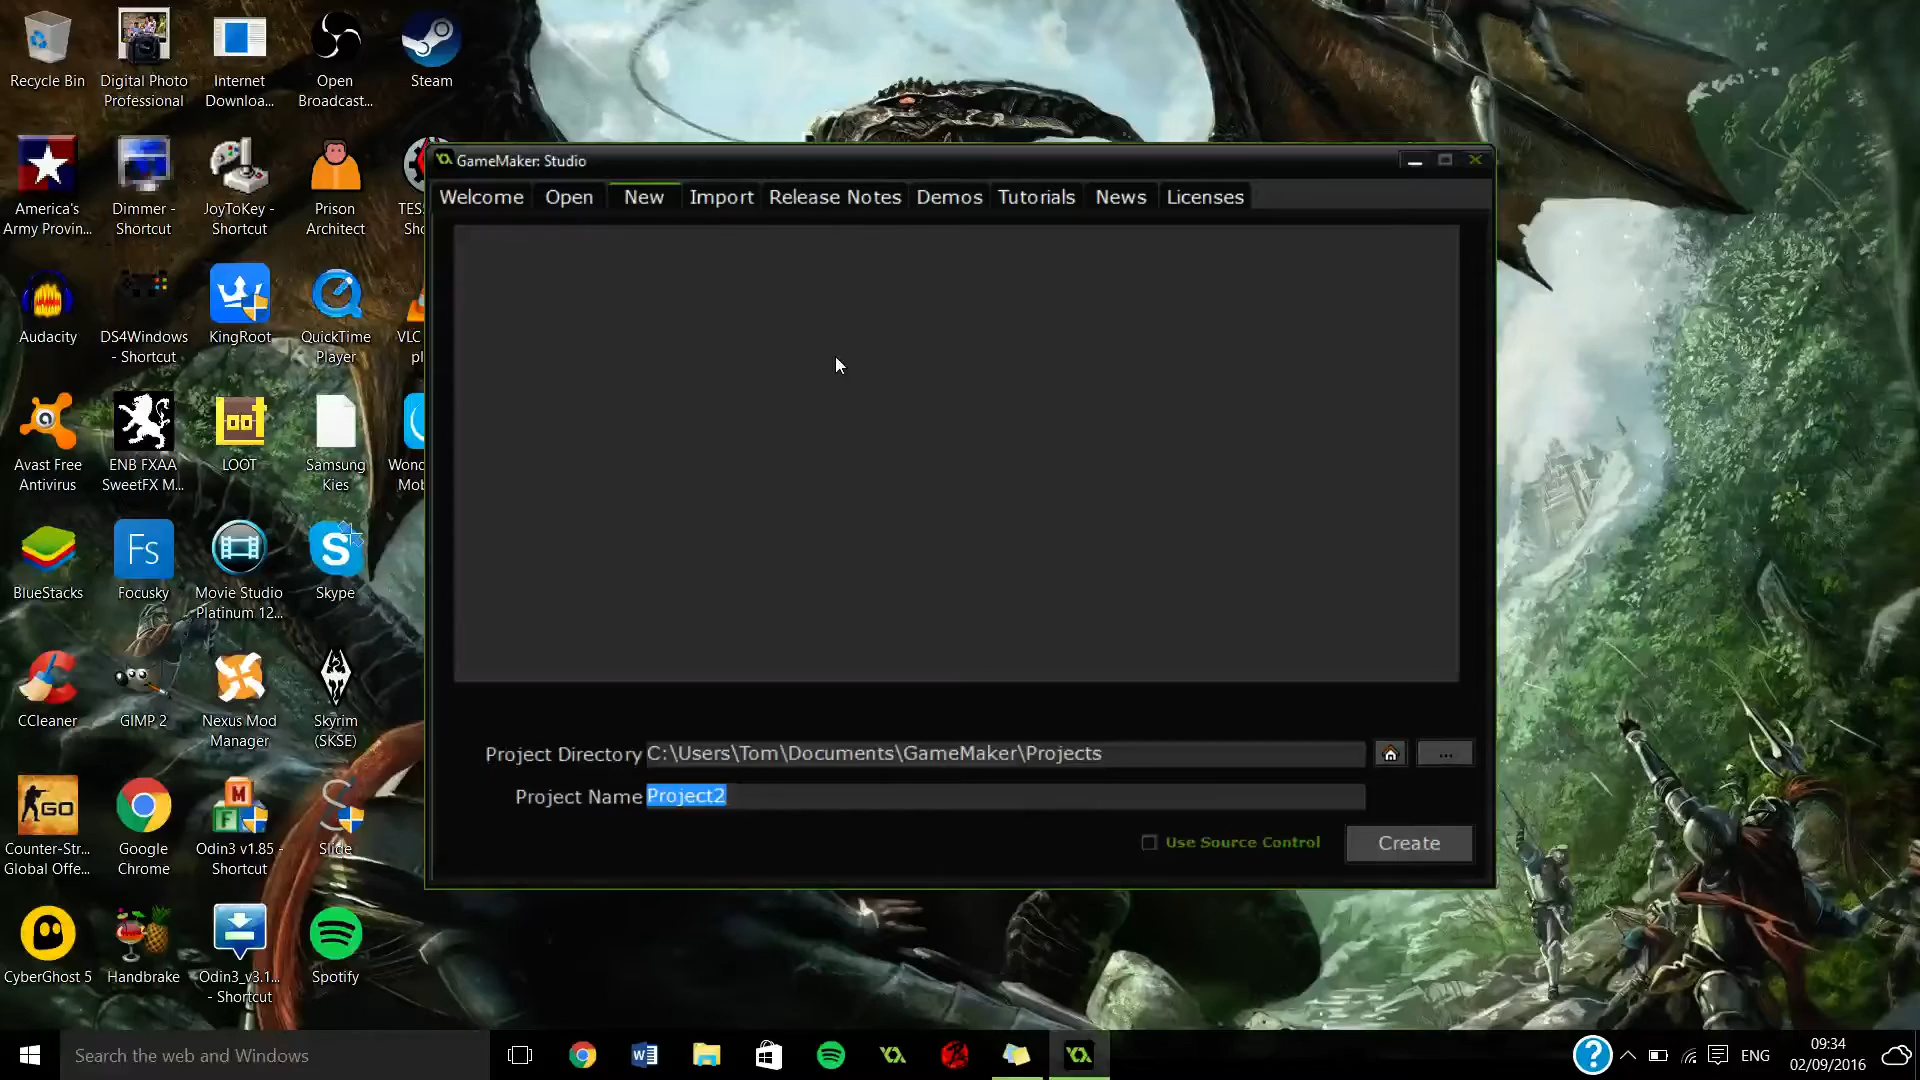 Recycle Bin
Digital Photo
Professional
Internet
Downloa...
Open
Broadcast...
Steam
America's
Army Provin...
Dimmer -
Shortcut
JoyToKey -
Shortcut
Prison
Architect
Audacity
DS4Windows
- Shortcut
KingRoot
QuickTime
Player
VLC
Avast Free
Antivirus
ENB FXAA
SweetFX M...
LOOT
Samsung
Kies
BlueStacks
Fs
Focusky
Movie Studio
Platinum 12...
S
Skype
CCleaner
GIMP 2
Nexus Mod
Manager
Skyrim
(SKSE)
GO
Counter-Str...
Global Offe...
Google
Chrome
M
F
Odin3 v1.85 -
Shortcut
Slide
CyberGhost 5
Handbrake
Odin3_v3.1...
- Shortcut
Spotify
GameMaker: Studio
Welcome Open New Import Release Notes Demos Tutorials News Licenses
Project Directory C:\Users\Tom\Documents\GameMaker\Projects ...
Project Name Project2
Use Source Control Create
Search the web and Windows
ENG
09:34
02/09/2016